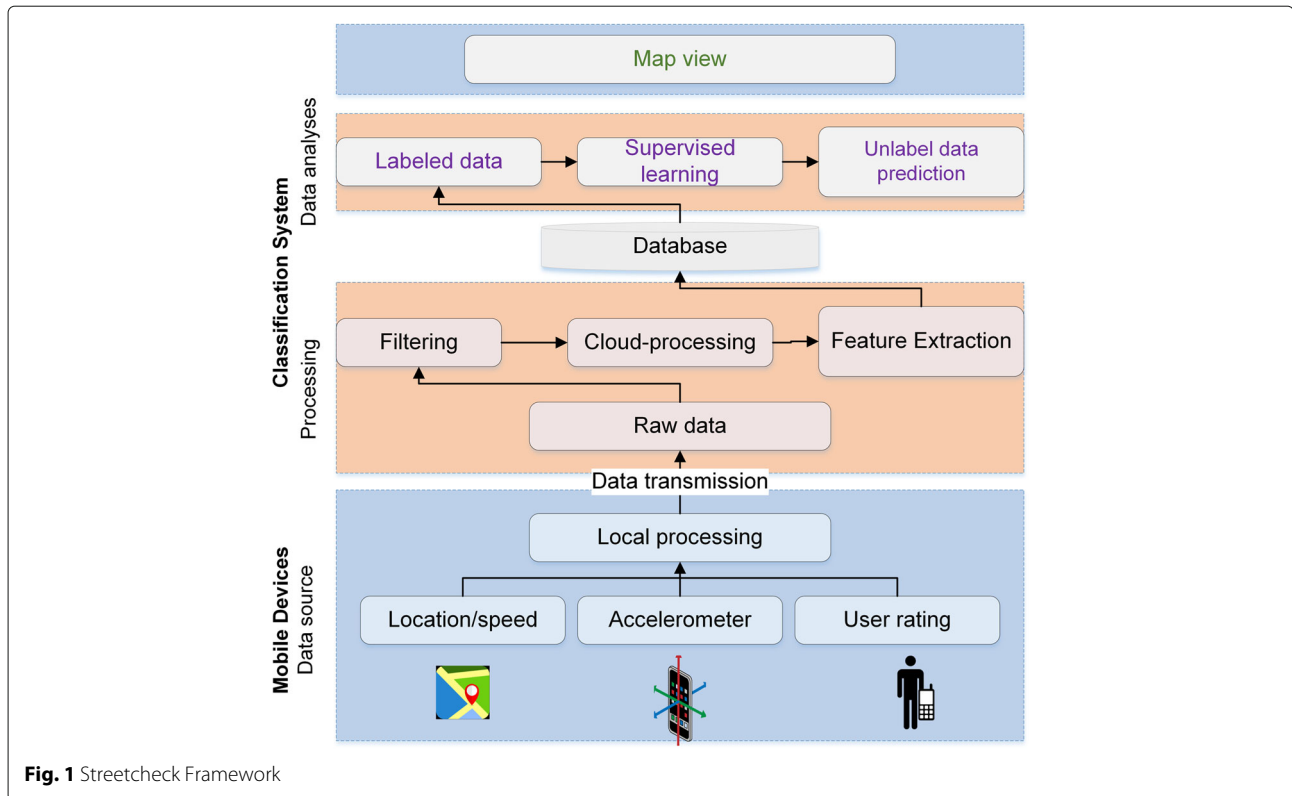 Map view
Data analyses
Labeled data
Supervised
learning
Unlabel data
prediction
Classification System
Database
Processing
Filtering
Cloud-processing
Feature Extraction
Raw data
Data transmission
Mobile Devices
Data source
Local processing
Location/speed
Accelerometer
User rating
Fig. 1 Streetcheck Framework